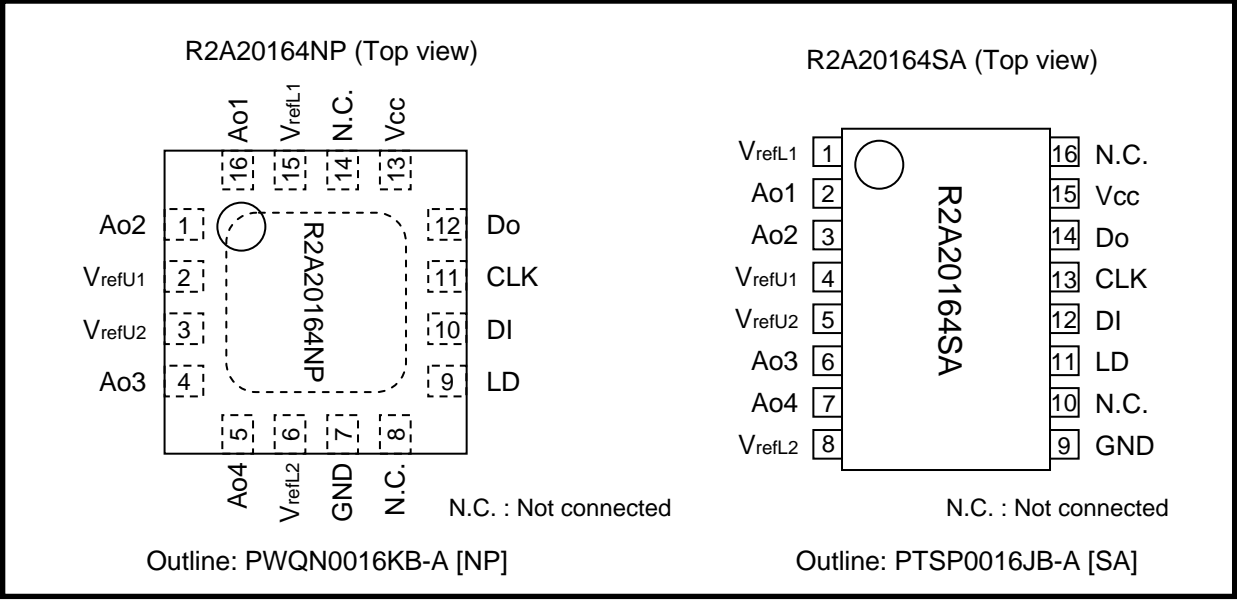 R2A20164NP (Top view)
Ao1
VrefL1
N.C.
Vcc
16
15
14
13
Ao2 1
VrefU1 2
VrefU2 3
Ao3 4
R2A20164NP
12 Do
11 CLK
10 DI
9 LD
5
6
7
8
Ao4
VrefL2
GND
N.C.
N.C. : Not connected
Outline: PWQN0016KB-A [NP]
R2A20164SA (Top view)
VrefL1 1
Ao1 2
Ao2 3
VrefU1 4
VrefU2 5
Ao3 6
Ao4 7
VrefL2 8
R2A20164SA
16 N.C.
15 Vcc
14 Do
13 CLK
12 DI
11 LD
10 N.C.
9 GND
N.C. : Not connected
Outline: PTSP0016JB-A [SA]